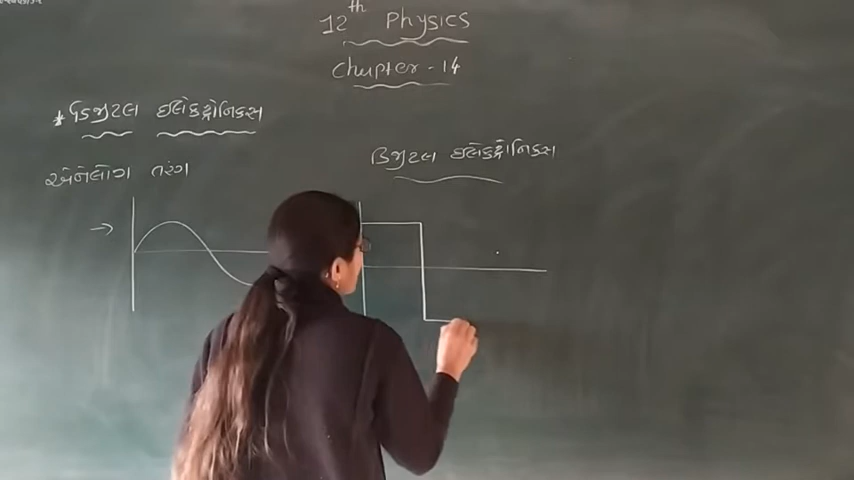 12th Physics
Chapter - 14
* ડિજીટલ ઇલેક્ટ્રોનિક્સ
એનેલોગ તરંગ
ડિજીટલ ઇલેક્ટ્રોનિક્સ